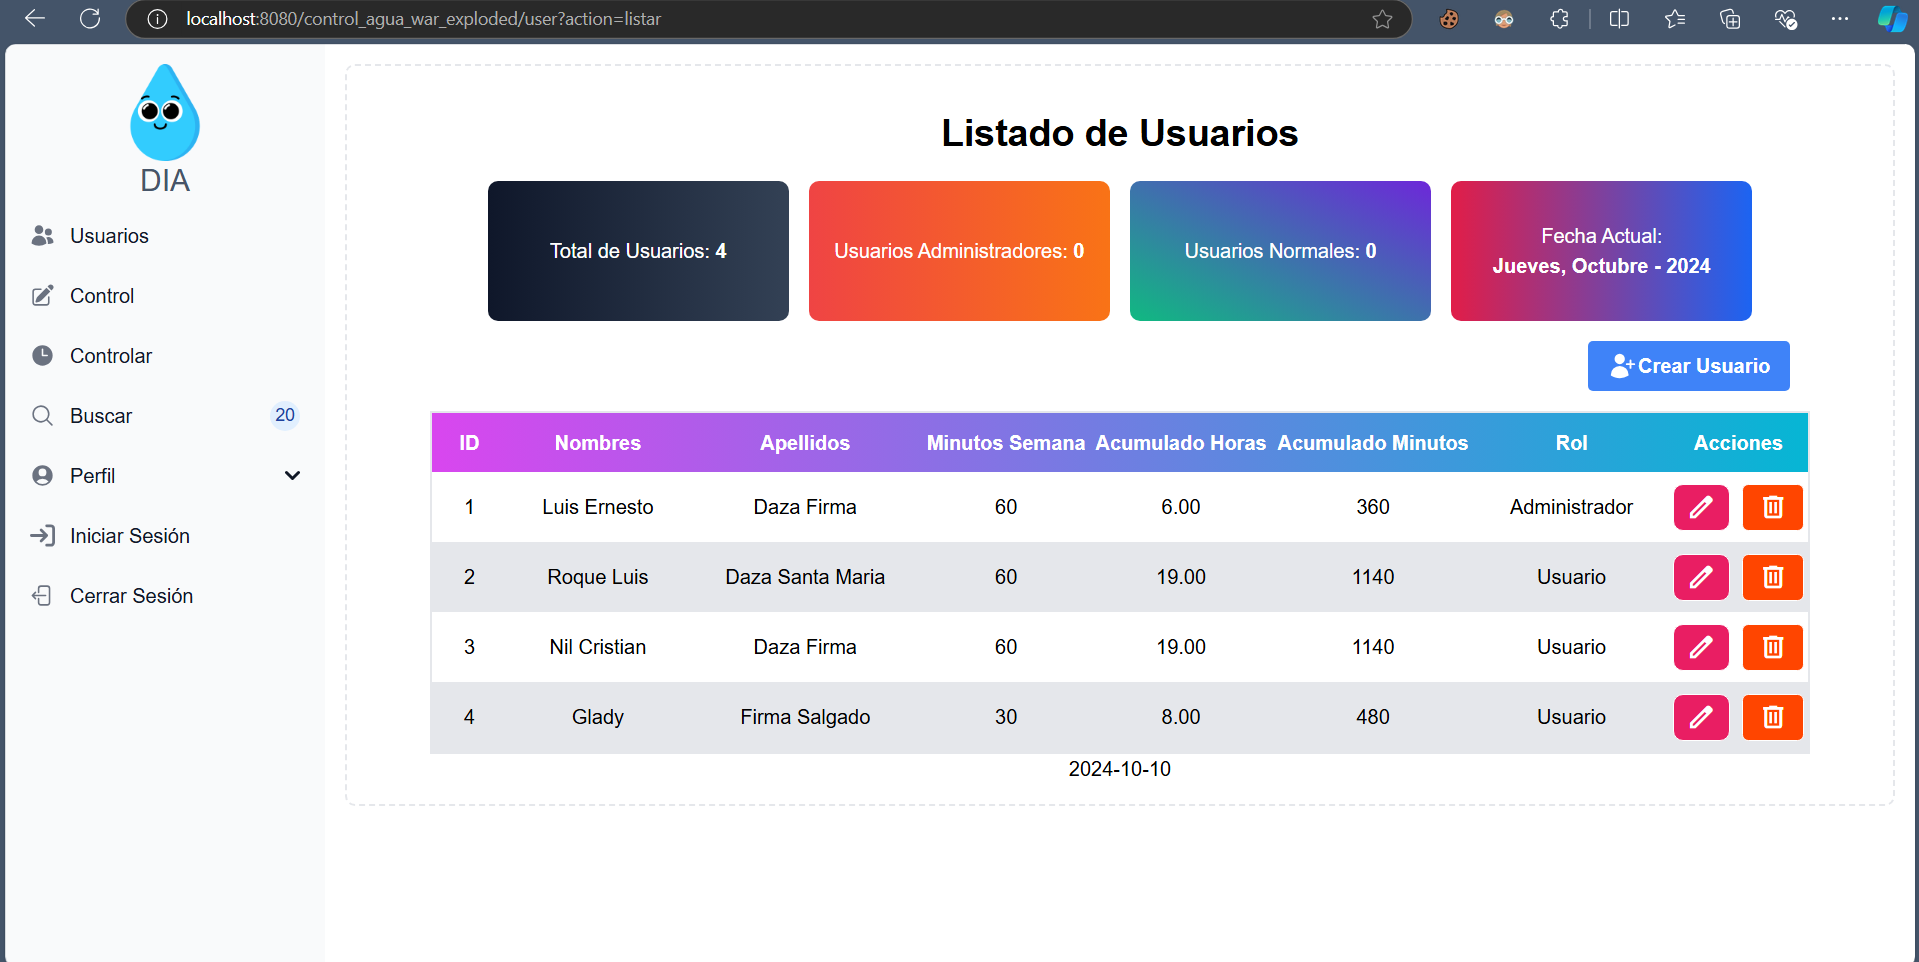 localhost:8080/control_agua_war_exploded/user?action=listar
DIA
Usuarios
Control
Controlar
Buscar 20
Perfil
Iniciar Sesión
Cerrar Sesión
Listado de Usuarios
Total de Usuarios: 4
Usuarios Administradores: 0
Usuarios Normales: 0
Fecha Actual:
Jueves, Octubre - 2024
Crear Usuario
ID Nombres Apellidos Minutos Semana Acumulado Horas Acumulado Minutos Rol Acciones
1 Luis Ernesto Daza Firma 60 6.00 360 Administrador
2 Roque Luis Daza Santa Maria 60 19.00 1140 Usuario
3 Nil Cristian Daza Firma 60 19.00 1140 Usuario
4 Glady Firma Salgado 30 8.00 480 Usuario
2024-10-10